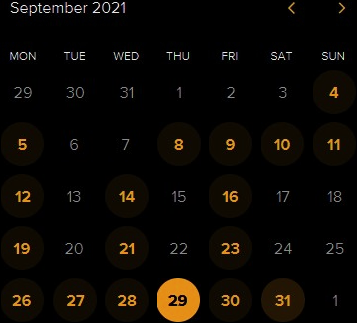 September 2021
MON TUE WED THU FRI SAT SUN
29 30 31 1 2 3 4
5 6 7 8 9 10 11
12 13 14 15 16 17 18
19 20 21 22 23 24 25
26 27 28 29 30 31 1